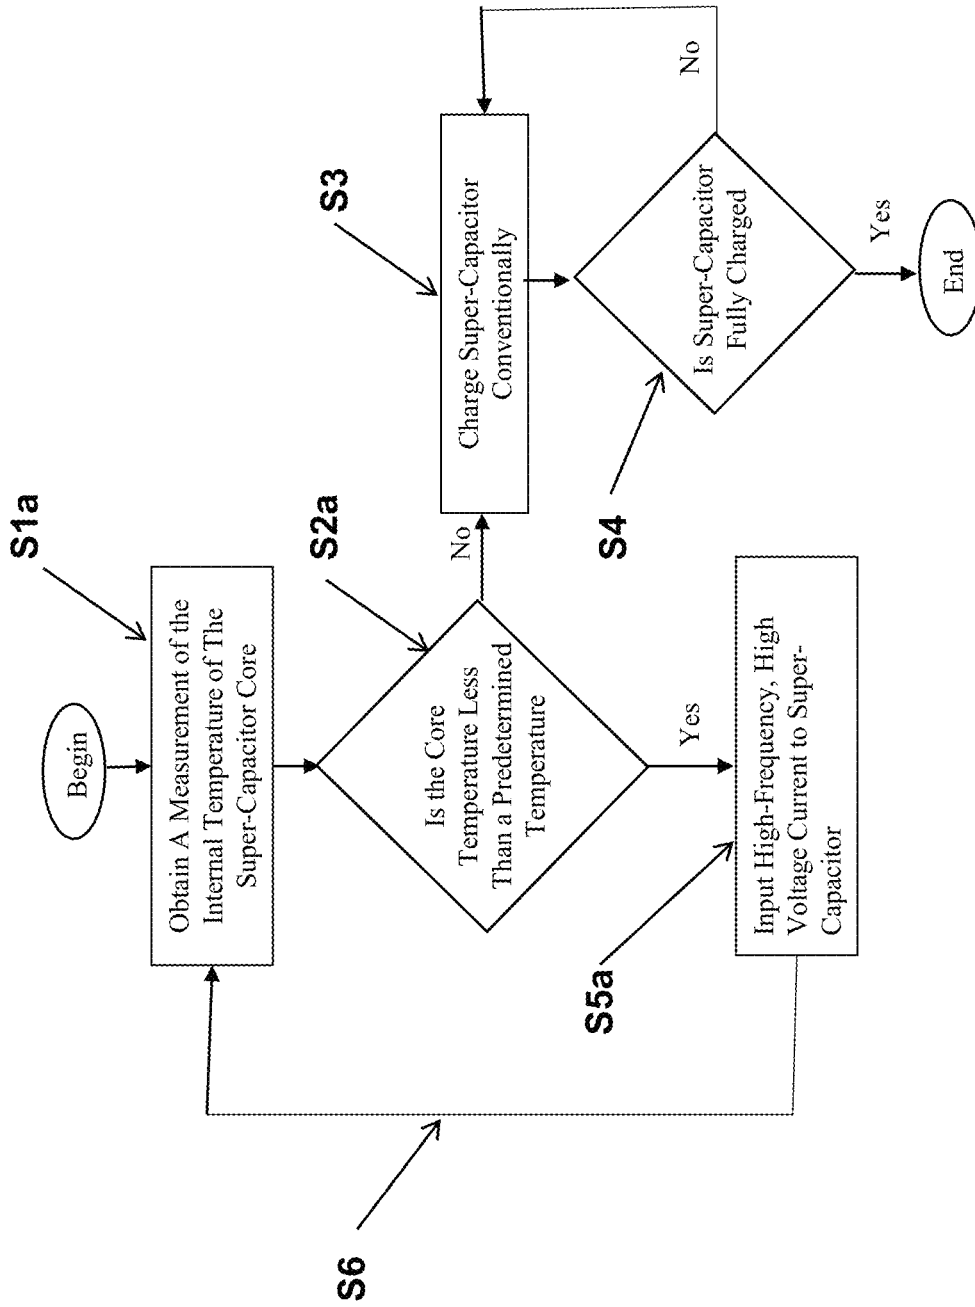 Begin
S1a
Obtain A Measurement of the
Internal Temperature of The
Super-Capacitor Core
S2a
Is the Core
Temperature Less
Than a Predetermined
Temperature
No
Yes
S3
Charge Super-Capacitor
Conventionally
S4
Is Super-Capacitor
Fully Charged
No
Yes
End
S5a
Input High-Frequency, High
Voltage Current to Super-
Capacitor
S6